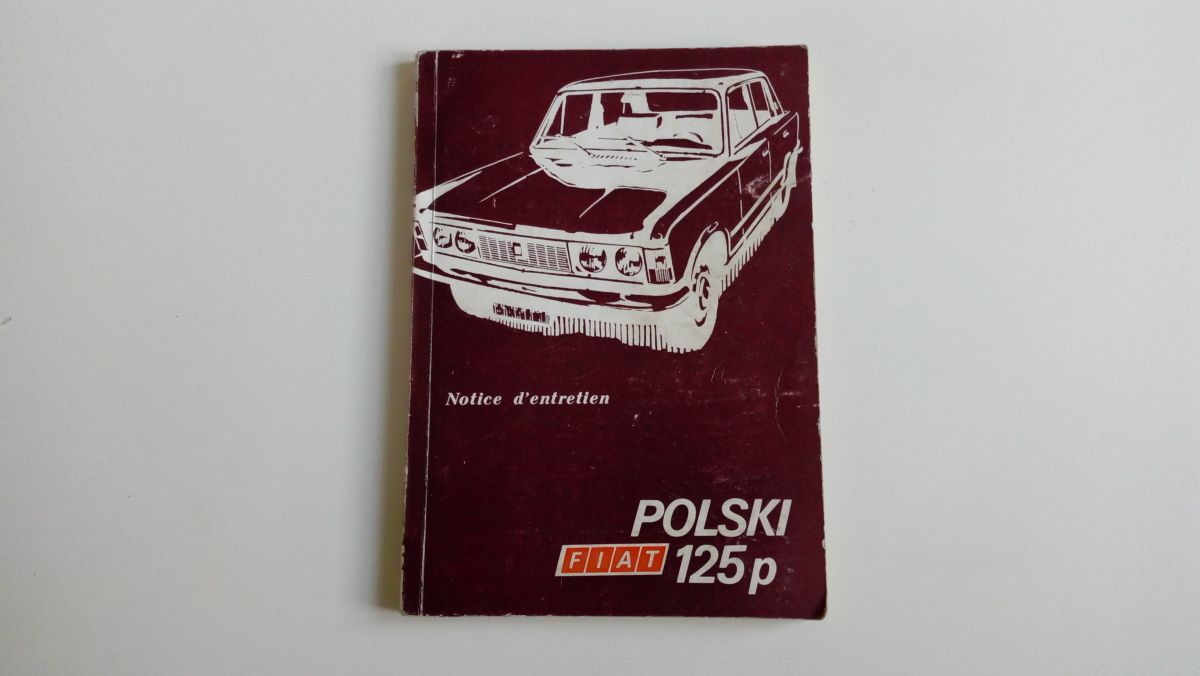 Notice d'entretien
POLSKI
FIAT 125p